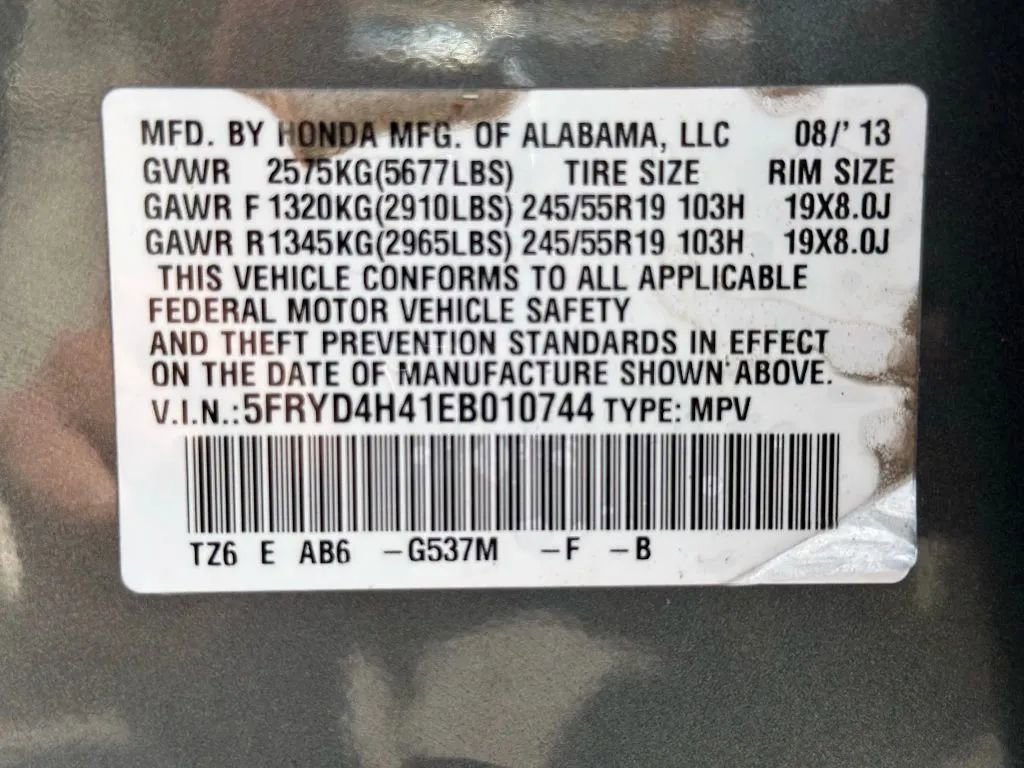 MFD. BY HONDA MFG. OF ALABAMA, LLC 08/' 13
GVWR 2575KG(5677LBS) TIRE SIZE RIM SIZE
GAWR F 1320KG(2910LBS) 245/55R19 103H 19X8.0J
GAWR R1345KG(2965LBS) 245/55R19 103H 19X8.0J
THIS VEHICLE CONFORMS TO ALL APPLICABLE
FEDERAL MOTOR VEHICLE SAFETY
AND THEFT PREVENTION STANDARDS IN EFFECT
ON THE DATE OF MANUFACTURE SHOWN ABOVE.
V.I.N.:5FRYD4H41EB010744 TYPE: MPV
TZ6 E AB6 -G537M -F -B